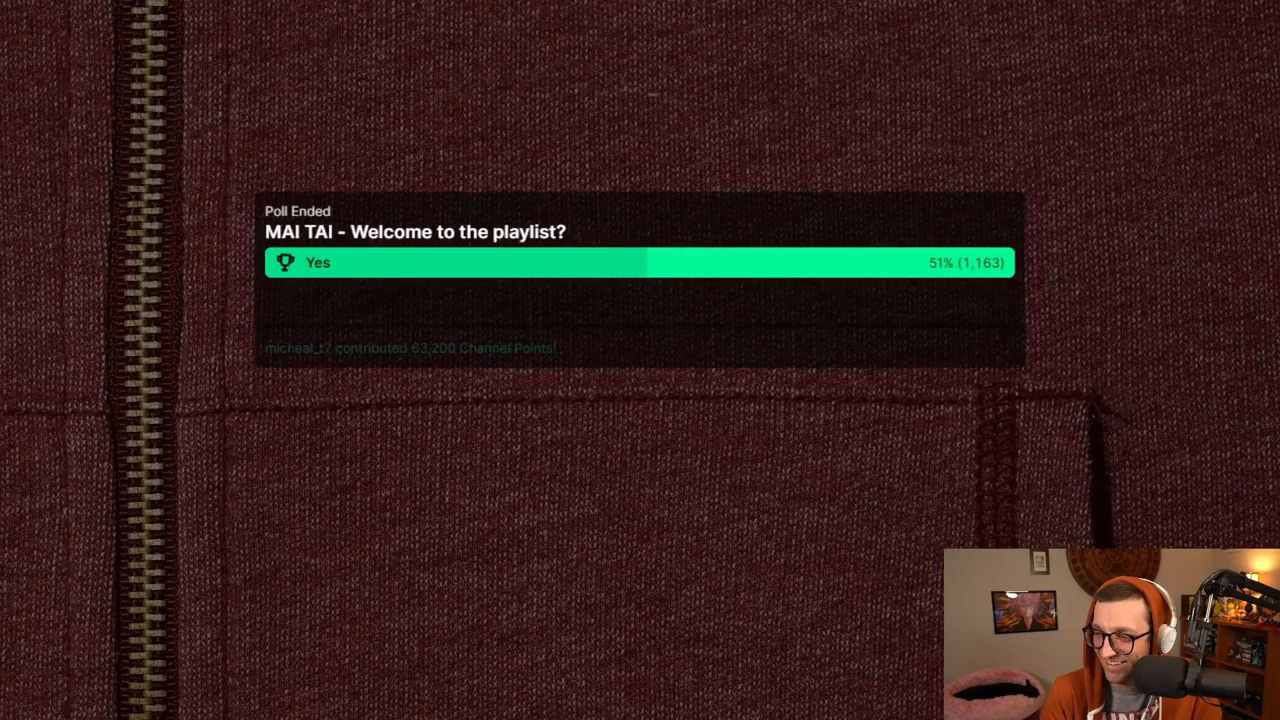 Poll Ended
MAI TAI - Welcome to the playlist?
Yes 51% (1,163)
micheal_t7 contributed 63,200 Channel Points!